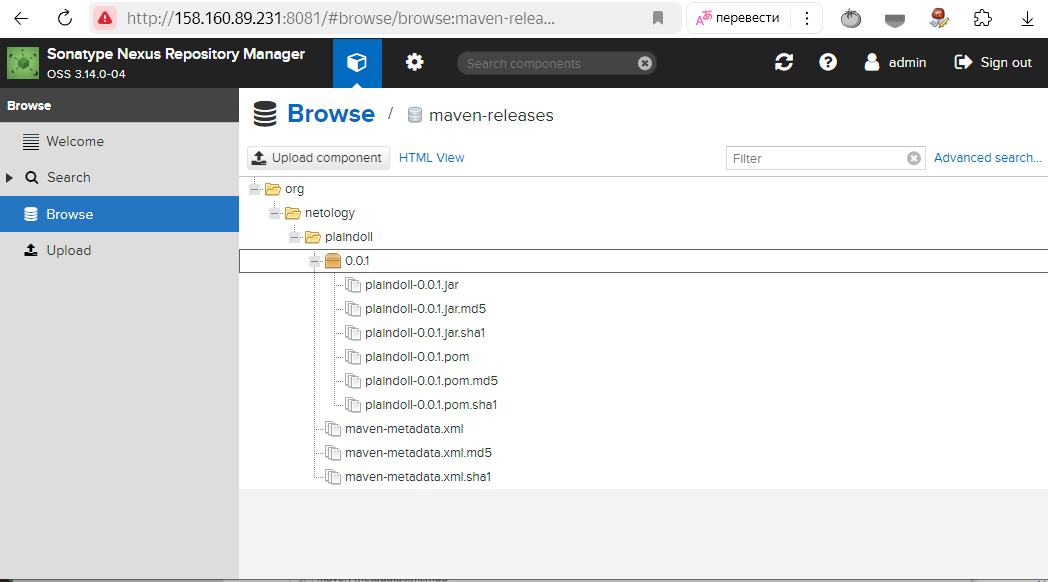 http://158.160.89.231:8081/#browse/browse:maven-relea...
перевести
Sonatype Nexus Repository Manager
OSS 3.14.0-04
Search components
admin
Sign out
Browse
Welcome
Search
Browse
Upload
Browse / maven-releases
Upload component
HTML View
Filter
Advanced search...
org
netology
plaindoll
0.0.1
plaindoll-0.0.1.jar
plaindoll-0.0.1.jar.md5
plaindoll-0.0.1.jar.sha1
plaindoll-0.0.1.pom
plaindoll-0.0.1.pom.md5
plaindoll-0.0.1.pom.sha1
maven-metadata.xml
maven-metadata.xml.md5
maven-metadata.xml.sha1